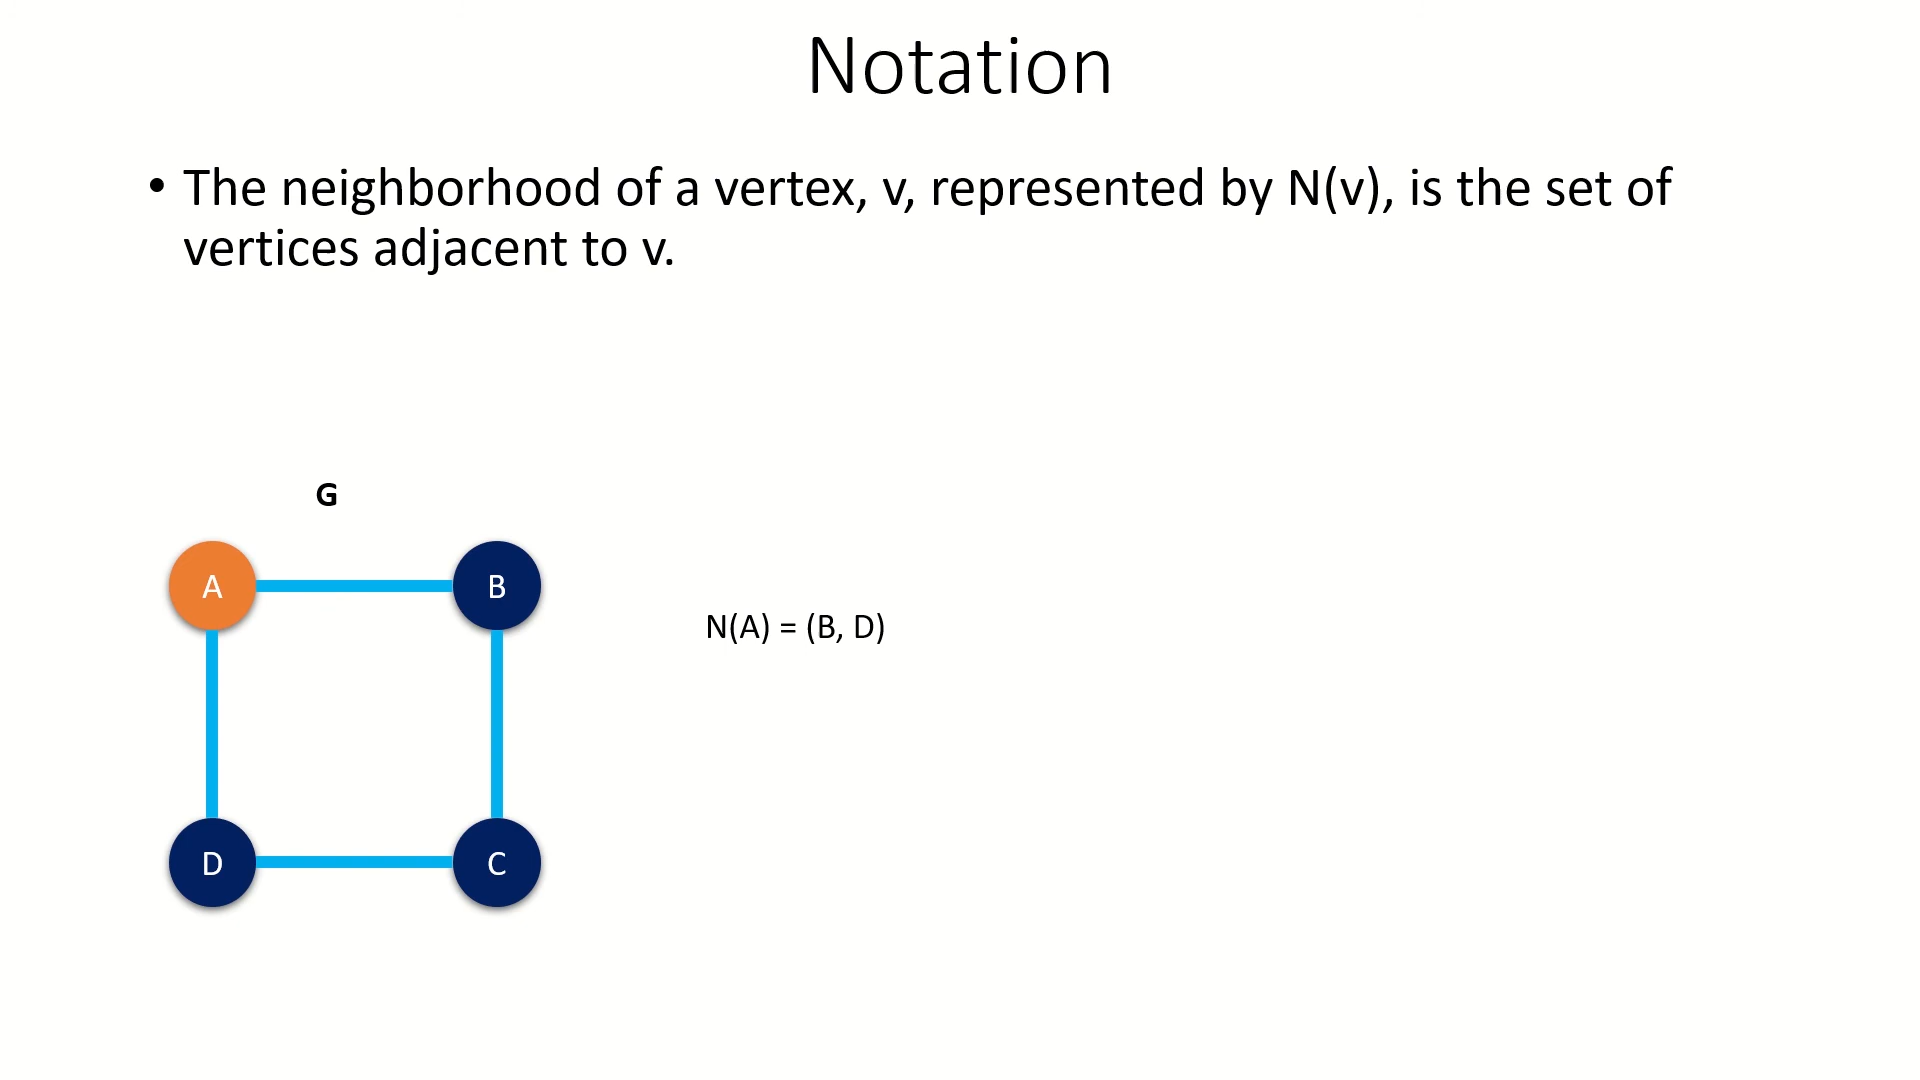 Notation
• The neighborhood of a vertex, v, represented by N(v), is the set of
vertices adjacent to v.
G
A
B
N(A) = (B, D)
D
C